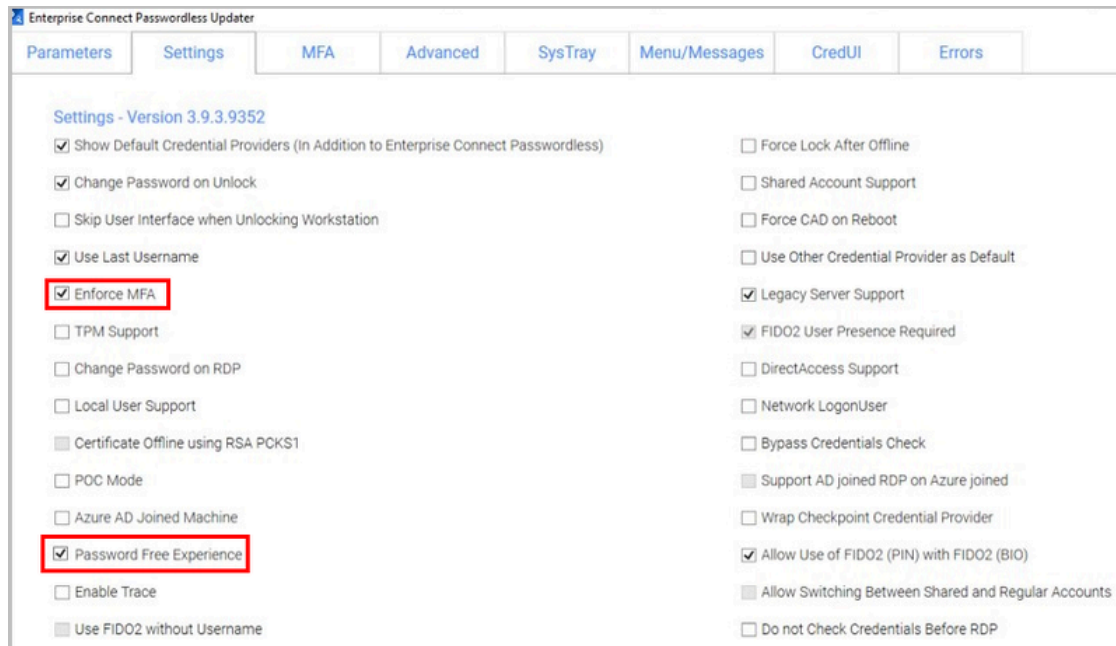 Enterprise Connect Passwordless Updater
Parameters Settings MFA Advanced SysTray Menu/Messages CredUI Errors
Settings - Version 3.9.3.9352
Show Default Credential Providers (In Addition to Enterprise Connect Passwordless)
Change Password on Unlock
Skip User Interface when Unlocking Workstation
Use Last Username
Enforce MFA
TPM Support
Change Password on RDP
Local User Support
Certificate Offline using RSA PCKS1
POC Mode
Azure AD Joined Machine
Password Free Experience
Enable Trace
Use FIDO2 without Username
Force Lock After Offline
Shared Account Support
Force CAD on Reboot
Use Other Credential Provider as Default
Legacy Server Support
FIDO2 User Presence Required
DirectAccess Support
Network LogonUser
Bypass Credentials Check
Support AD joined RDP on Azure joined
Wrap Checkpoint Credential Provider
Allow Use of FIDO2 (PIN) with FIDO2 (BIO)
Allow Switching Between Shared and Regular Accounts
Do not Check Credentials Before RDP